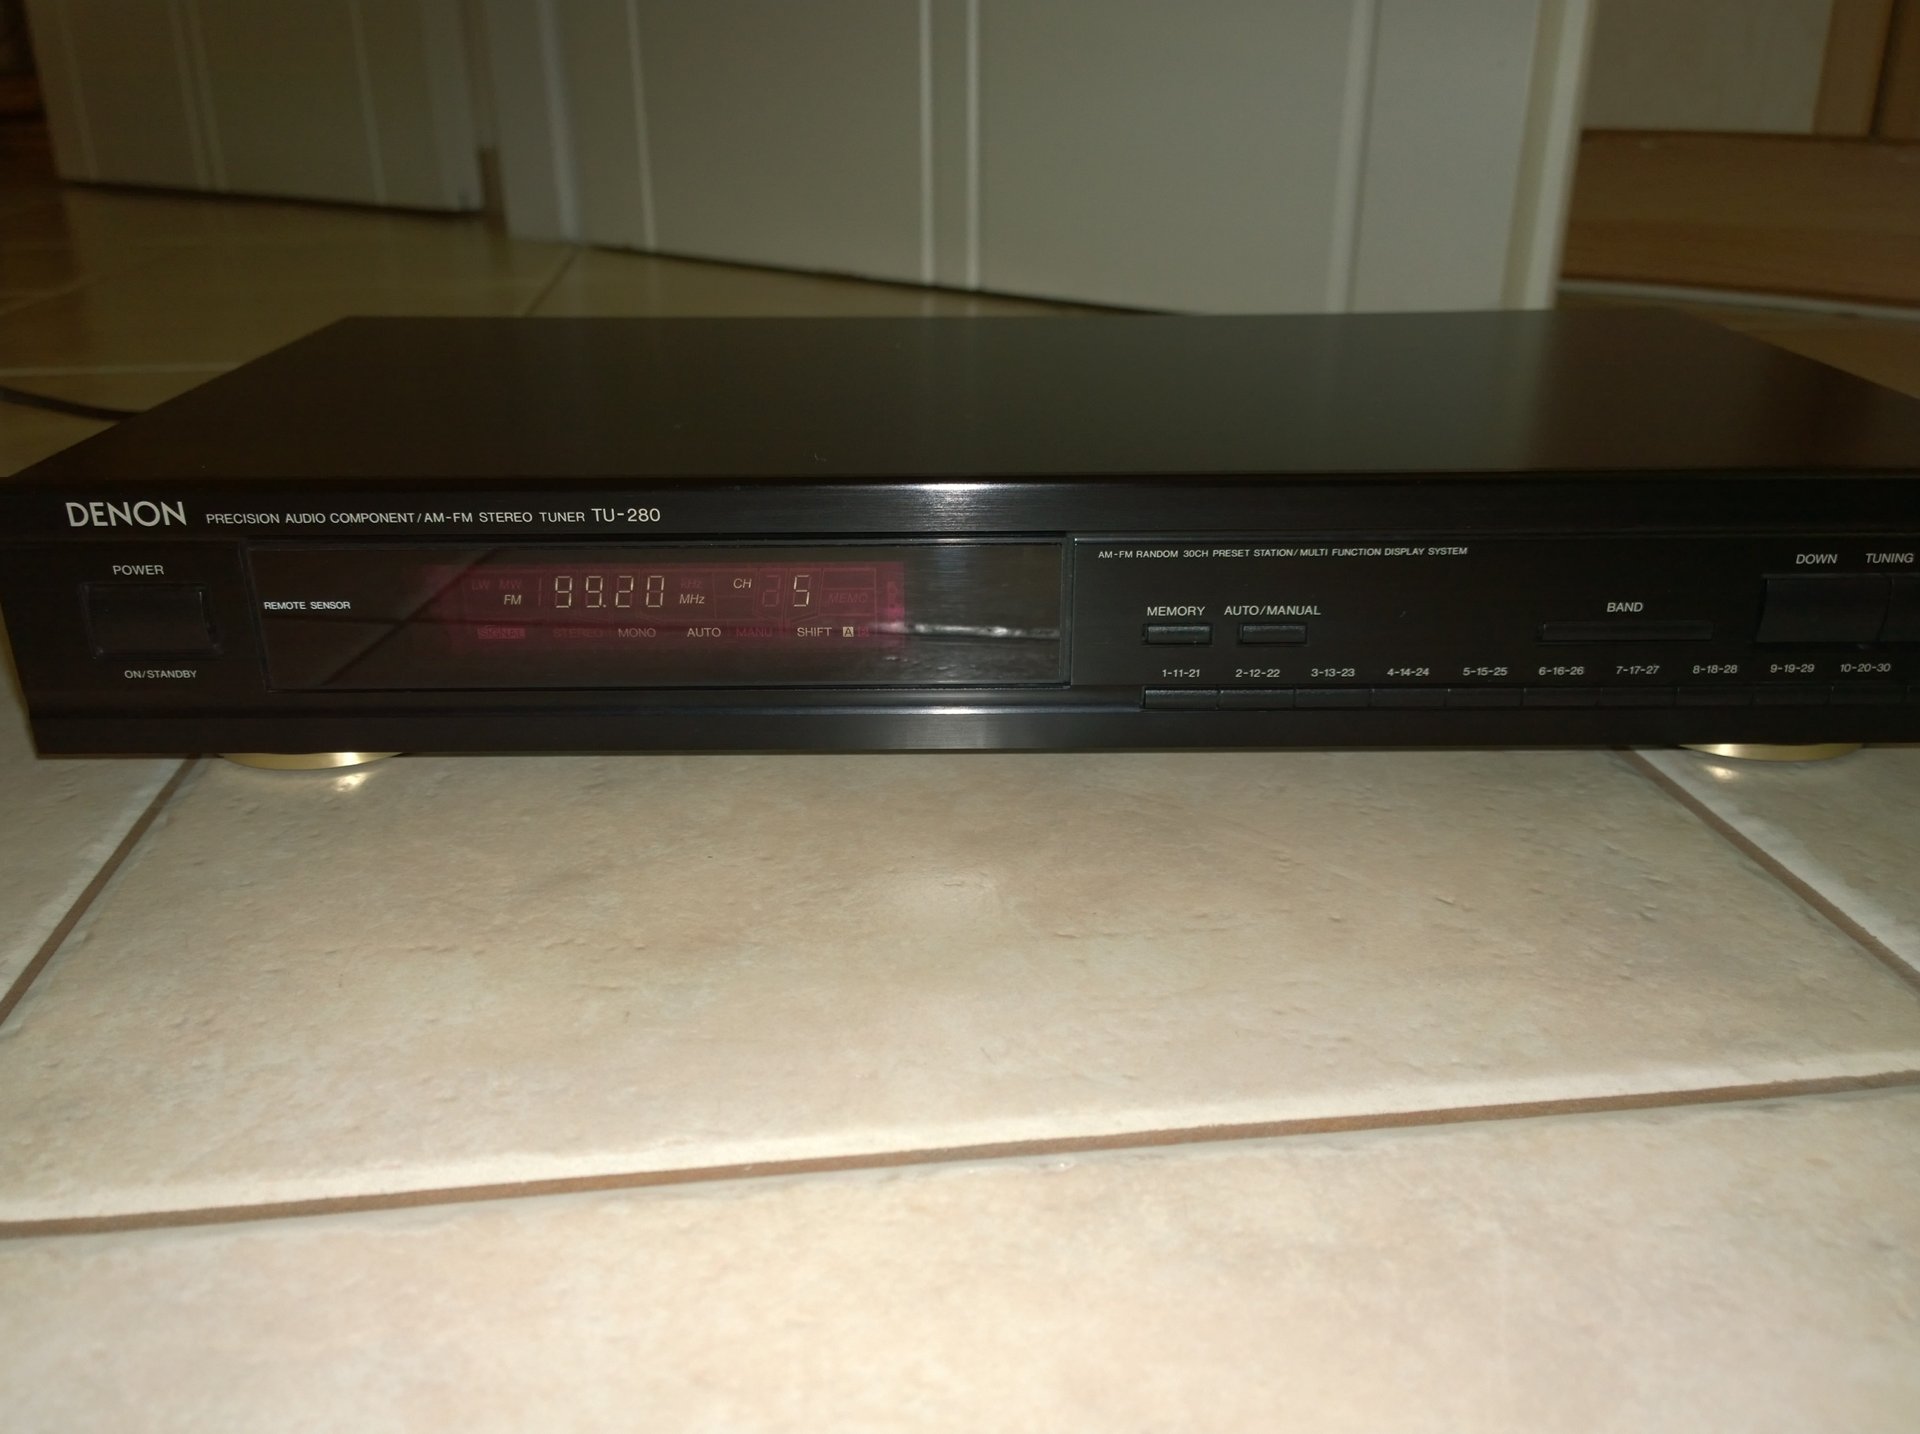 DENON PRECISION AUDIO COMPONENT/AM-FM STEREO TUNER TU-280
AM-FM RANDOM 30CH PRESET STATION/MULTI FUNCTION DISPLAY SYSTEM
DOWN TUNING
POWER
LW MW
FM 99.20 kHz MHz CH 5 MEMO
REMOTE SENSOR
MEMORY AUTO/MANUAL BAND
SIGNAL STEREO MONO AUTO MANU SHIFT A B
ON/STANDBY
1-11-21 2-12-22 3-13-23 4-14-24 5-15-25 6-16-26 7-17-27 8-18-28 9-19-29 10-20-30